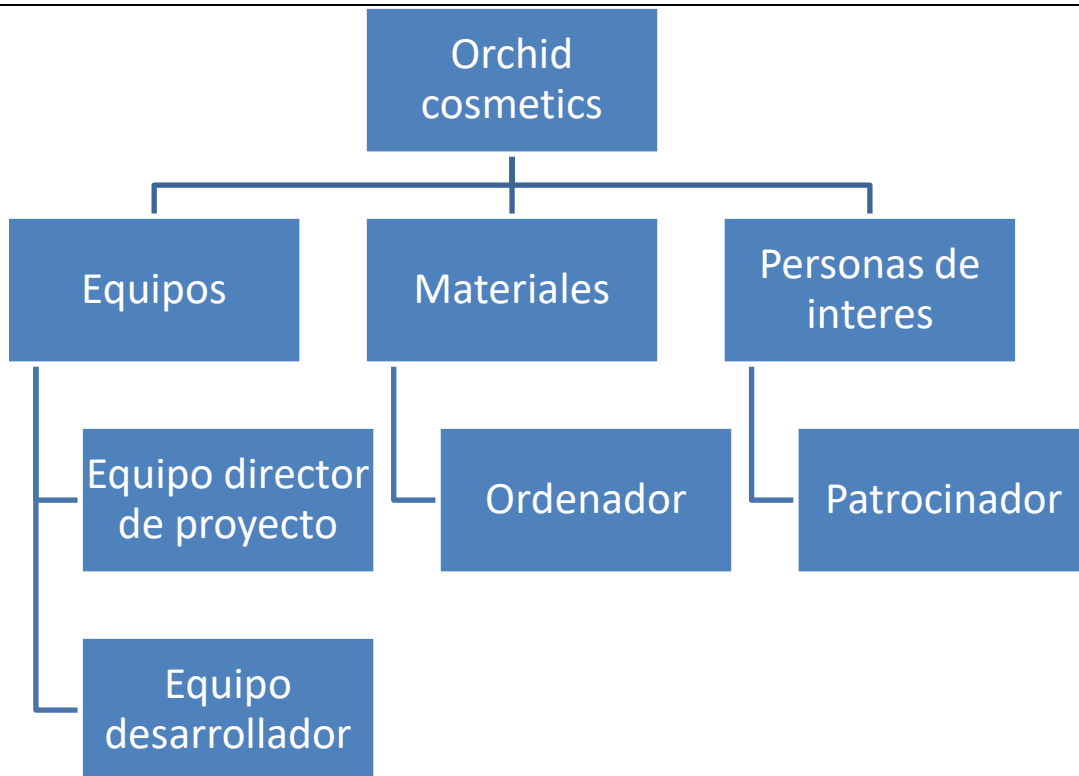 Orchid
cosmetics
Equipos
Materiales
Personas de
interes
Equipo director
de proyecto
Ordenador
Patrocinador
Equipo
desarrollador